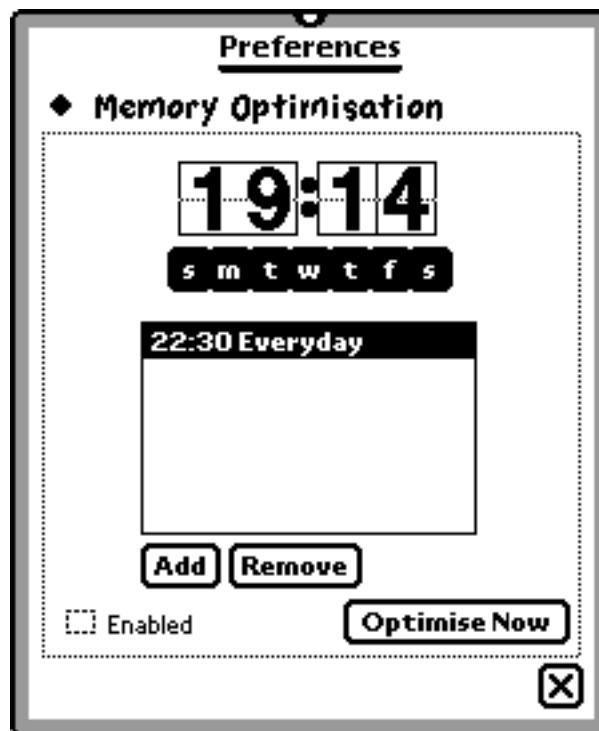 Preferences
Memory Optimisation
19:14
s m t w t f s
22:30 Everyday
Add Remove
Enabled Optimise Now